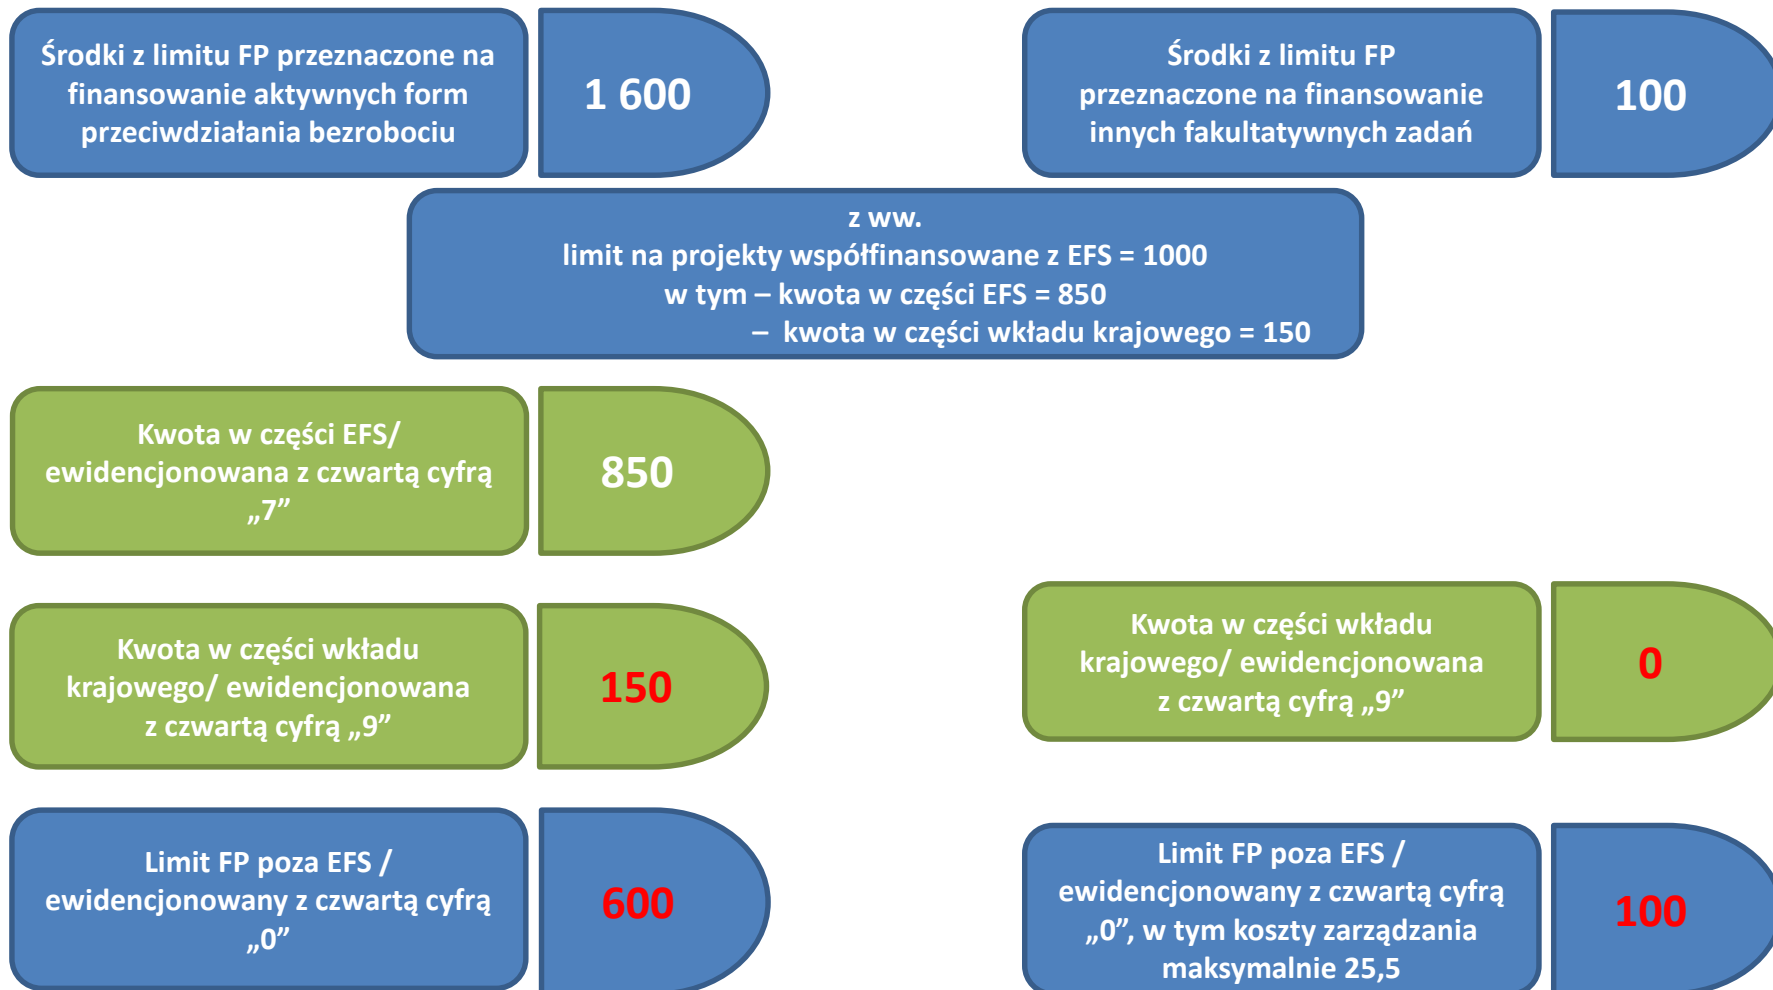 Środki z limitu FP przeznaczone na
finansowanie aktywnych form
przeciwdziałania bezrobociu
1 600
Środki z limitu FP
przeznaczone na finansowanie
innych fakultatywnych zadań
100
z ww.
limit na projekty współfinansowane z EFS = 1000
w tym – kwota w części EFS = 850
– kwota w części wkładu krajowego = 150
Kwota w części EFS/
ewidencjonowana z czwartą cyfrą
„7”
850
Kwota w części wkładu
krajowego/ ewidencjonowana
z czwartą cyfrą „9”
150
Kwota w części wkładu
krajowego/ ewidencjonowana
z czwartą cyfrą „9”
0
Limit FP poza EFS /
ewidencjonowany z czwartą cyfrą
„0”
600
Limit FP poza EFS /
ewidencjonowany z czwartą cyfrą
„0”, w tym koszty zarządzania
maksymalnie 25,5
100